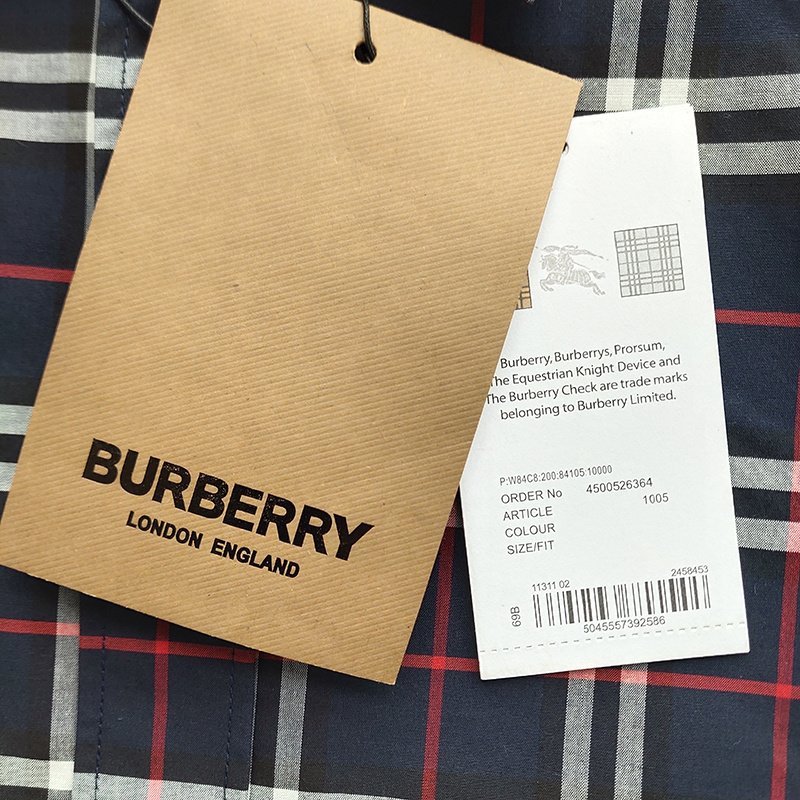 BURBERRY
LONDON ENGLAND
Burberry, Burberrys, Prorsum,
The Equestrian Knight Device and
The Burberry Check are trade marks
belonging to Burberry Limited.
P:W84C8:200:84105:10000
ORDER No 4500526364
ARTICLE 1005
COLOUR
SIZE/FIT
11311 02 2458453
69B
5045557392586